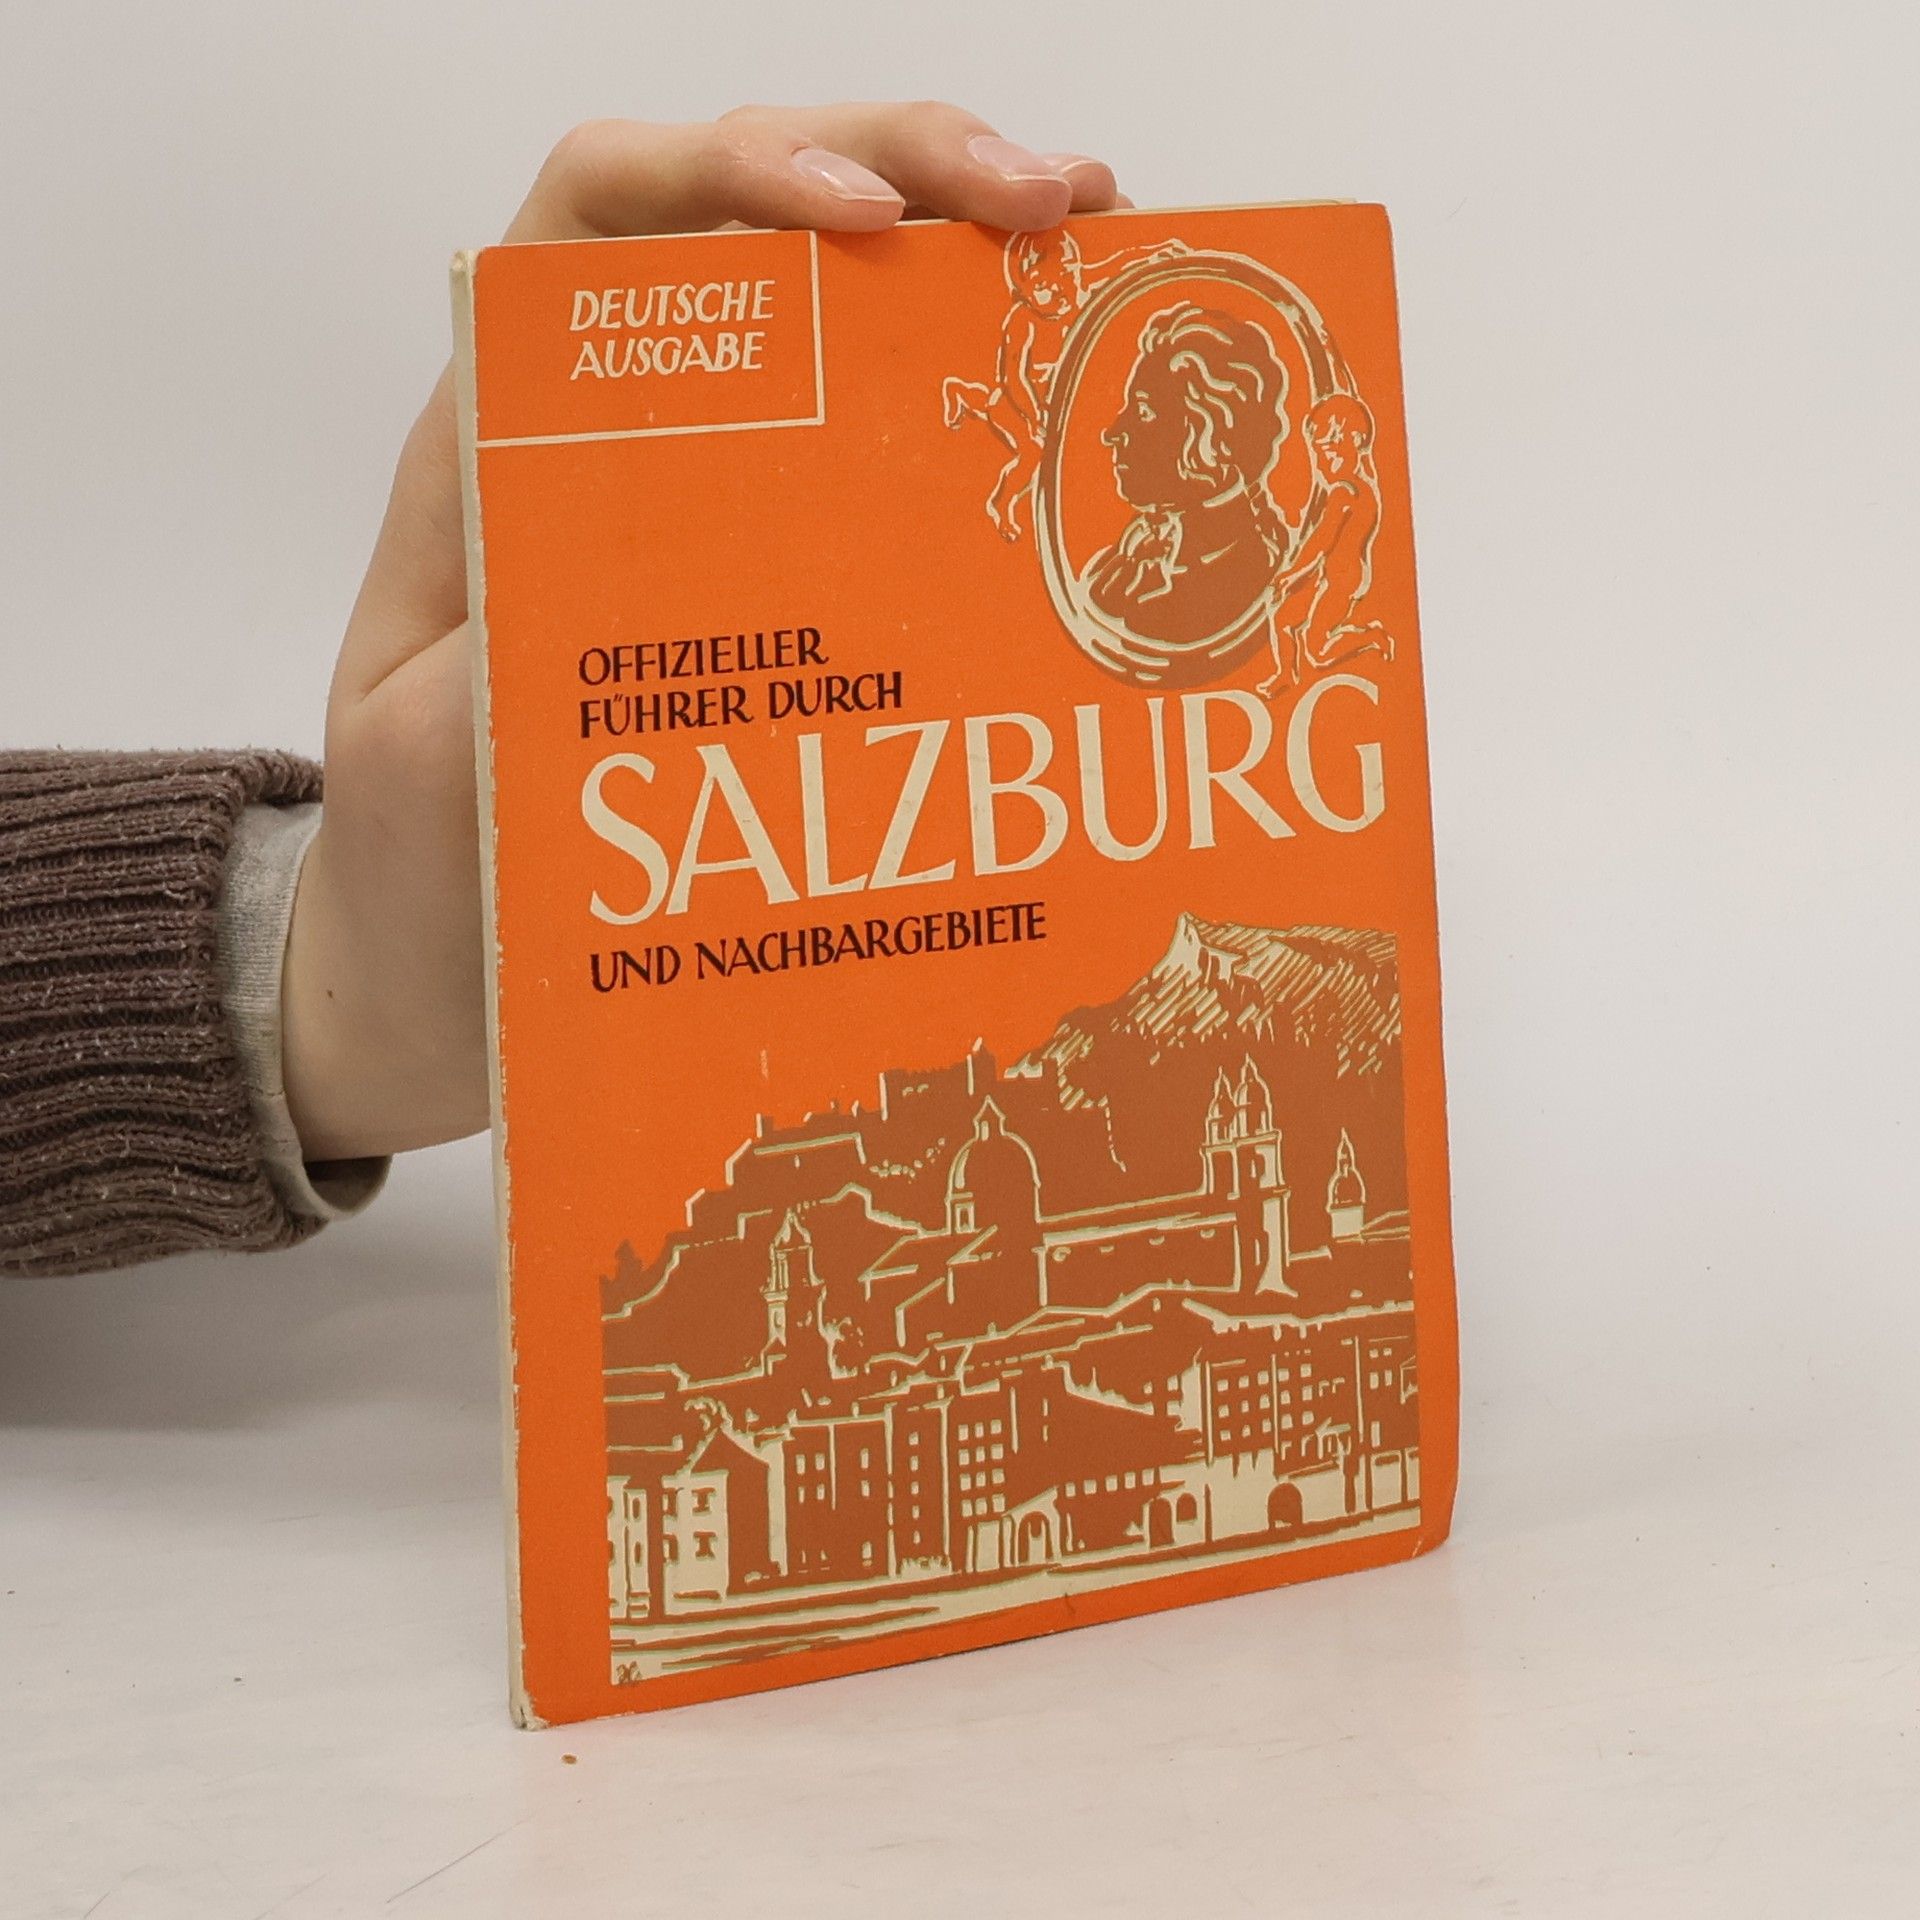 DEUTSCHE
AUSGABE
OFFIZIELLER
FÜHRER DURCH
SALZBURG
UND NACHBARGEBIETE